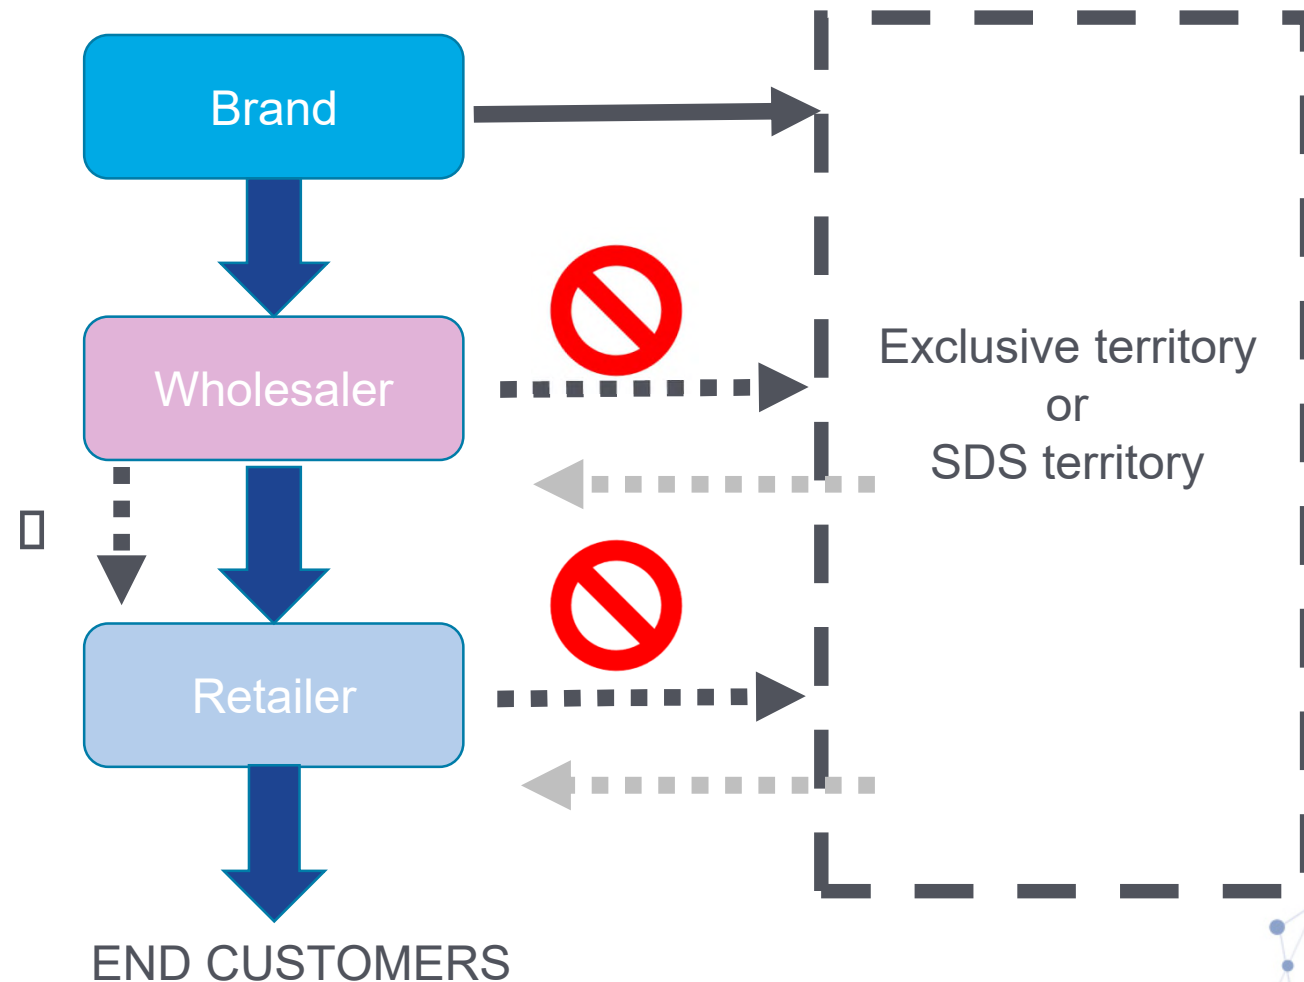 Brand
Wholesaler
Exclusive territory
or
SDS territory
Retailer
END CUSTOMERS